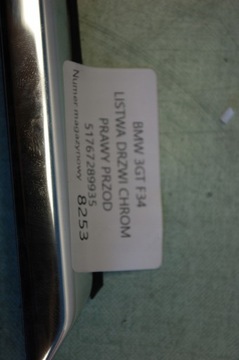 BMW 3GT F34
LISTWA DRZWI CHROM
PRAWY PRZOD
51767289935
Numer magazynowy 8253